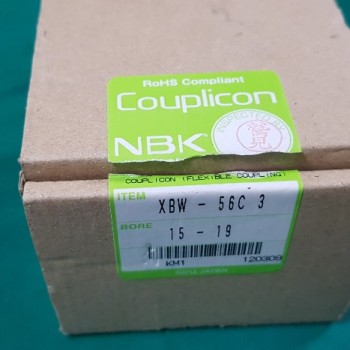 RoHS Compliant
Couplicon
NBK
COUPLICON (FLEXIBLE COUPLING)
ITEM XBW - 56C 3
BORE 15 - 19
KM1 120309